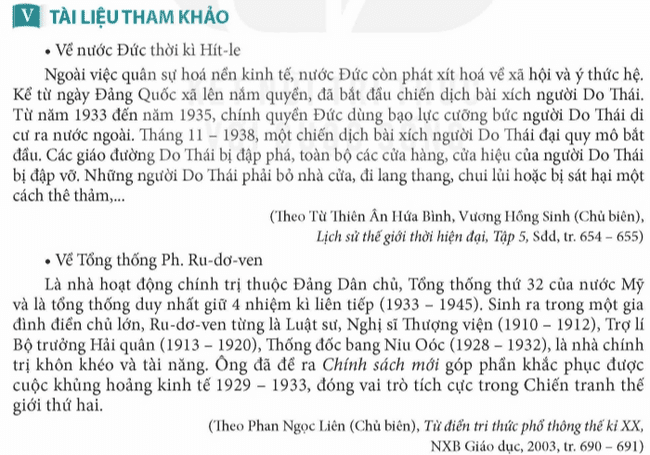 V TÀI LIỆU THAM KHẢO
• Về nước Đức thời kì Hít-le
Ngoài việc quân sự hoá nền kinh tế, nước Đức còn phát xít hoá về xã hội và ý thức hệ.
Kể từ ngày Đảng Quốc xã lên nắm quyền, đã bắt đầu chiến dịch bài xích người Do Thái.
Từ năm 1933 đến năm 1935, chính quyền Đức dùng bạo lực cưỡng bức người Do Thái di
cư ra nước ngoài. Tháng 11 – 1938, một chiến dịch bài xích người Do Thái đại quy mô bắt
đầu. Các giáo đường Do Thái bị đập phá, toàn bộ các cửa hàng, cửa hiệu của người Do Thái
bị đập vỡ. Những người Do Thái phải bỏ nhà cửa, đi lang thang, chui lủi hoặc bị sát hại một
cách thê thảm,...
(Theo Từ Thiên Ân Hứa Bình, Vương Hồng Sinh (Chủ biên),
Lịch sử thế giới thời hiện đại, Tập 5, Sđd, tr. 654 – 655)
• Về Tổng thống Ph. Ru-dơ-ven
Là nhà hoạt động chính trị thuộc Đảng Dân chủ, Tổng thống thứ 32 của nước Mỹ
và là tổng thống duy nhất giữ 4 nhiệm kì liên tiếp (1933 – 1945). Sinh ra trong một gia
đình điền chủ lớn, Ru-dơ-ven từng là Luật sư, Nghị sĩ Thượng viện (1910 – 1912), Trợ lí
Bộ trưởng Hải quân (1913 – 1920), Thống đốc bang Niu Oóc (1928 – 1932), là nhà chính
trị khôn khéo và tài năng. Ông đã đề ra Chính sách mới góp phần khắc phục được
cuộc khủng hoảng kinh tế 1929 – 1933, đóng vai trò tích cực trong Chiến tranh thế
giới thứ hai.
(Theo Phan Ngọc Liên (Chủ biên), Từ điển tri thức phổ thông thế kỉ XX,
NXB Giáo dục, 2003, tr. 690 – 691)